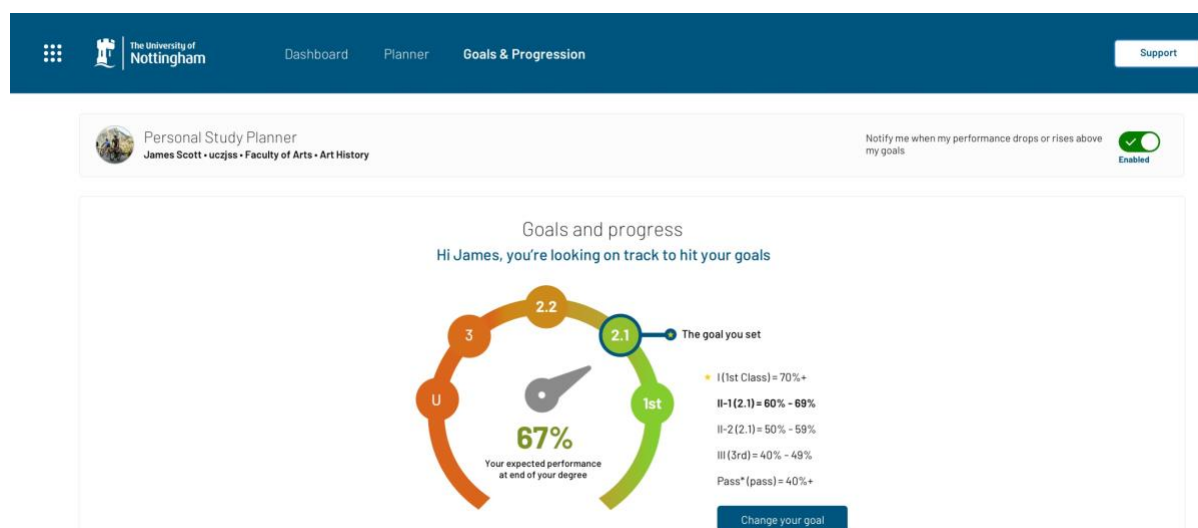 The University of
Nottingham
Dashboard
Planner
Goals & Progression
Support
Personal Study Planner
James Scott • uczjss • Faculty of Arts • Art History
Notify me when my performance drops or rises above
my goals
Enabled
Goals and progress
Hi James, you're looking on track to hit your goals
2.2
3
2.1
The goal you set
U
1st
67%
Your expected performance
at end of your degree
I (1st Class) = 70%+
II-1 (2.1) = 60% - 69%
II-2 (2.1) = 50% - 59%
III (3rd) = 40% - 49%
Pass* (pass) = 40%+
Change your goal